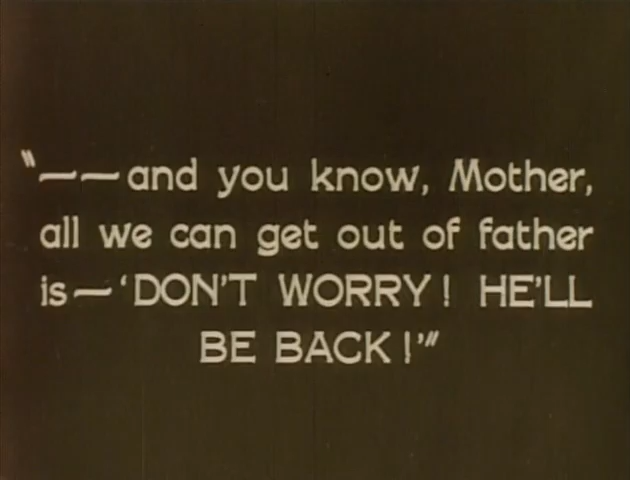 "——and you know, Mother,
all we can get out of father
is—'DON'T WORRY! HE'LL
BE BACK!'"